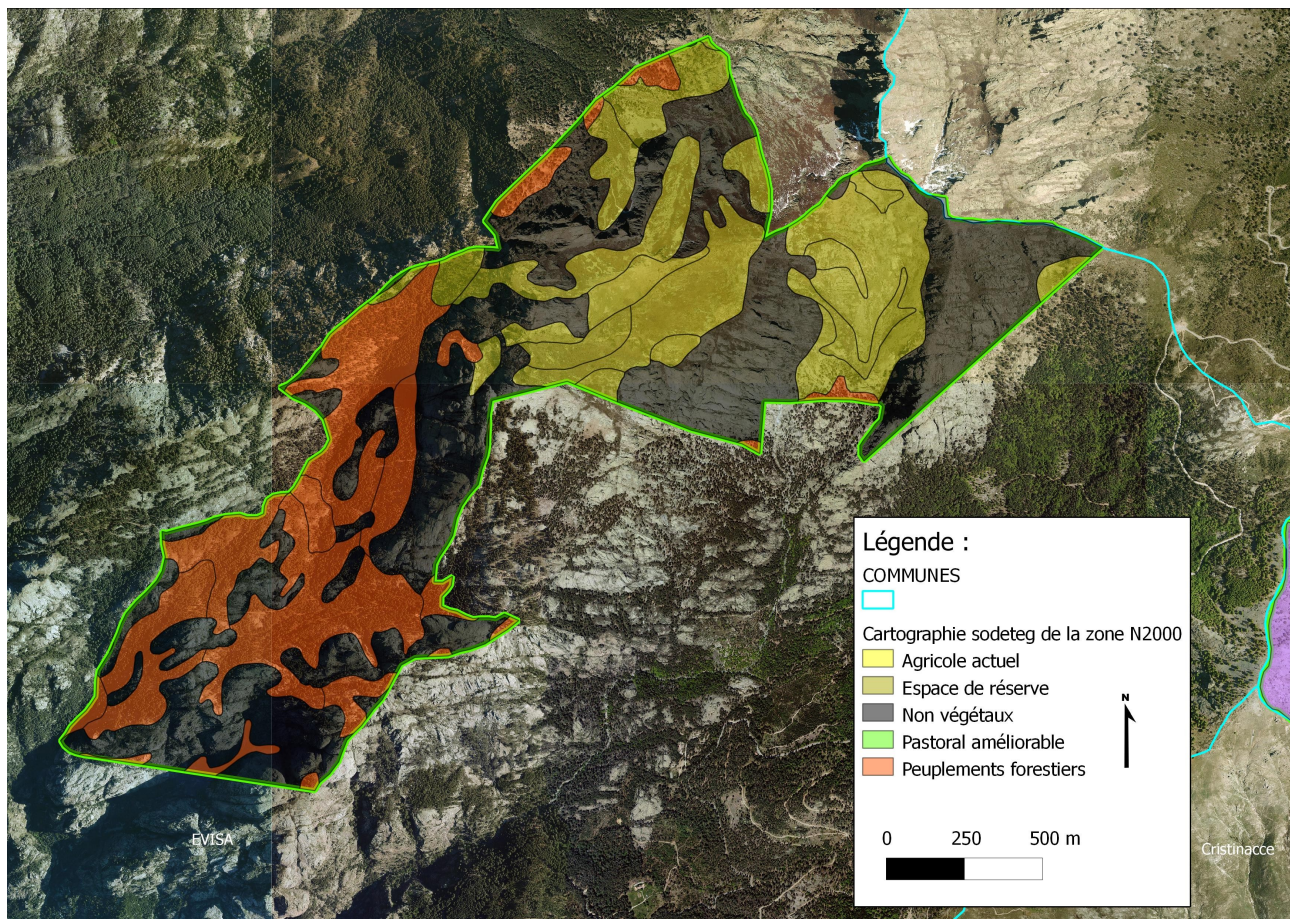 Légende :
COMMUNES
Cartographie sodeteg de la zone N2000
Agricole actuel
Espace de réserve
Non végétaux
Pastoral améliorable
Peuplements forestiers
N
0 250 500 m
EVISA
Cristinacce